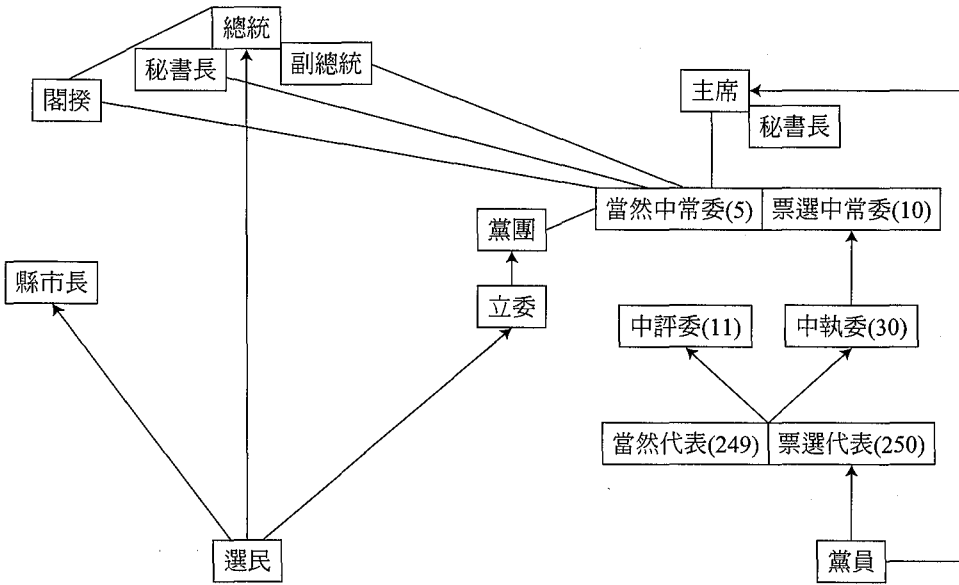 總統
秘書長
副總統
閣揆
主席
秘書長
當然中常委(5) 票選中常委(10)
黨團
縣市長
立委
中評委(11) 中執委(30)
當然代表(249) 票選代表(250)
選民
黨員